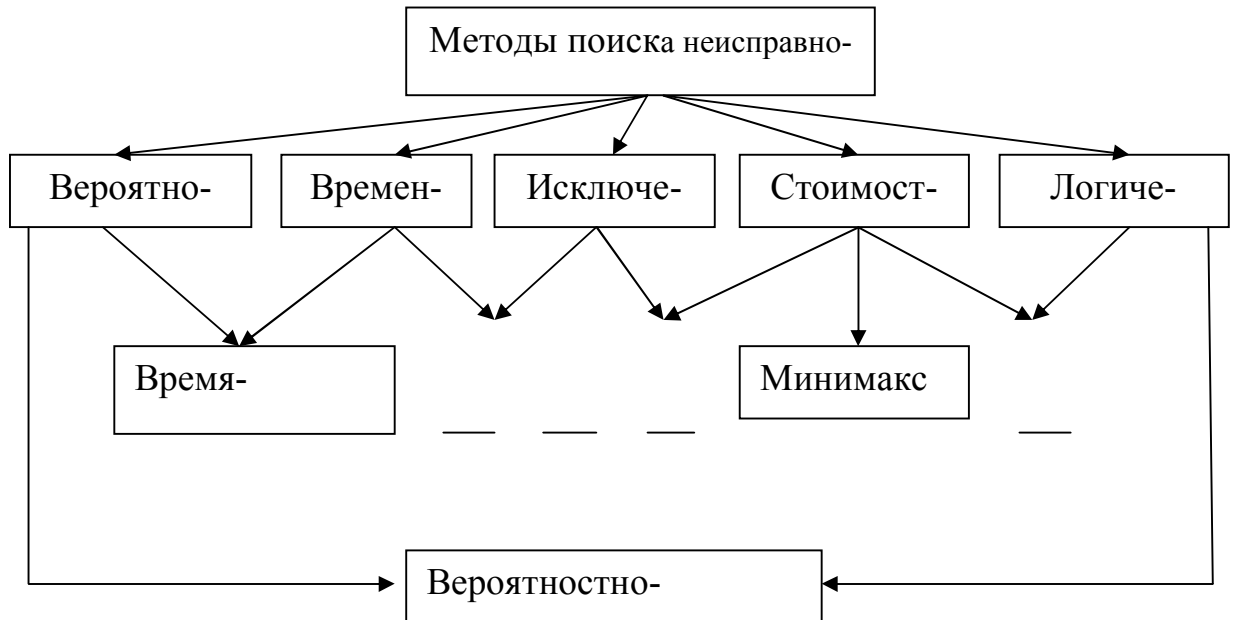 Методы поиска неисправно-
Вероятно-
Времен-
Исключе-
Стоимост-
Логиче-
Время-
Минимакс
Вероятностно-